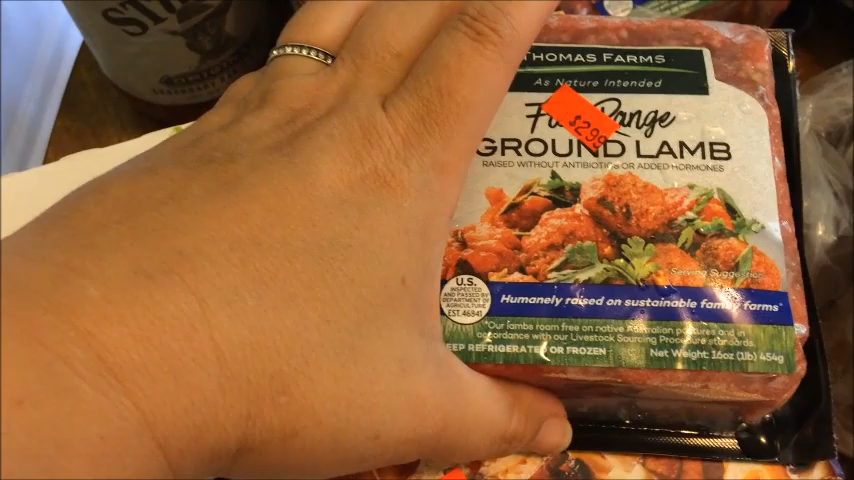 THOMAS FARMS
As Nature Intended
$2.99
Range
GROUND LAMB
RAISED WITHOUT ANTIBIOTICS OR ADDED HORMONES
Serving Suggestion
U.S.
INSPECTED
AND PASSED BY
DEPARTMENT OF
AGRICULTURE
EST. 46841
Humanely raised on sustainable family farms*
*Our lambs roam free on native Australian pastures and in
accordance with our Livestock Sourcing Procedure standards.
EEP REFRIGERATED OR FROZEN
Net Weight: 16oz (1lb) 454g